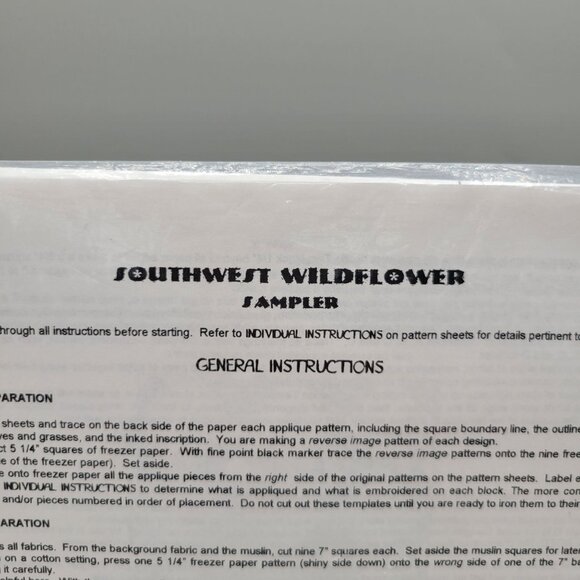 SOUTHWEST WILDFLOWER
SAMPLER
hrough all instructions before starting. Refer to INDIVIDUAL INSTRUCTIONS on pattern sheets for details pertinent to
GENERAL INSTRUCTIONS
PARATION
sheets and trace on the back side of the paper each applique pattern, including the square boundary line, the outline
ves and grasses, and the inked inscription. You are making a reverse image pattern of each design.
ct 5 1/4" squares of freezer paper. With fine point black marker trace the reverse image patterns onto the nine free
e of the freezer paper). Set aside.
e onto freezer paper all the applique pieces from the right side of the original patterns on the pattern sheets. Label e
INDIVIDUAL INSTRUCTIONS to determine what is appliqued and what is embroidered on each block. The more con
and/or pieces numbered in order of placement. Do not cut out these templates until you are ready to iron them to their
ARATION
s all fabrics. From the background fabric and the muslin, cut nine 7" squares each. Set aside the muslin squares for later
n on a cotton setting, press one 5 1/4" freezer paper pattern (shiny side down) onto the wrong side of one of the 7" ba
g it carefully.